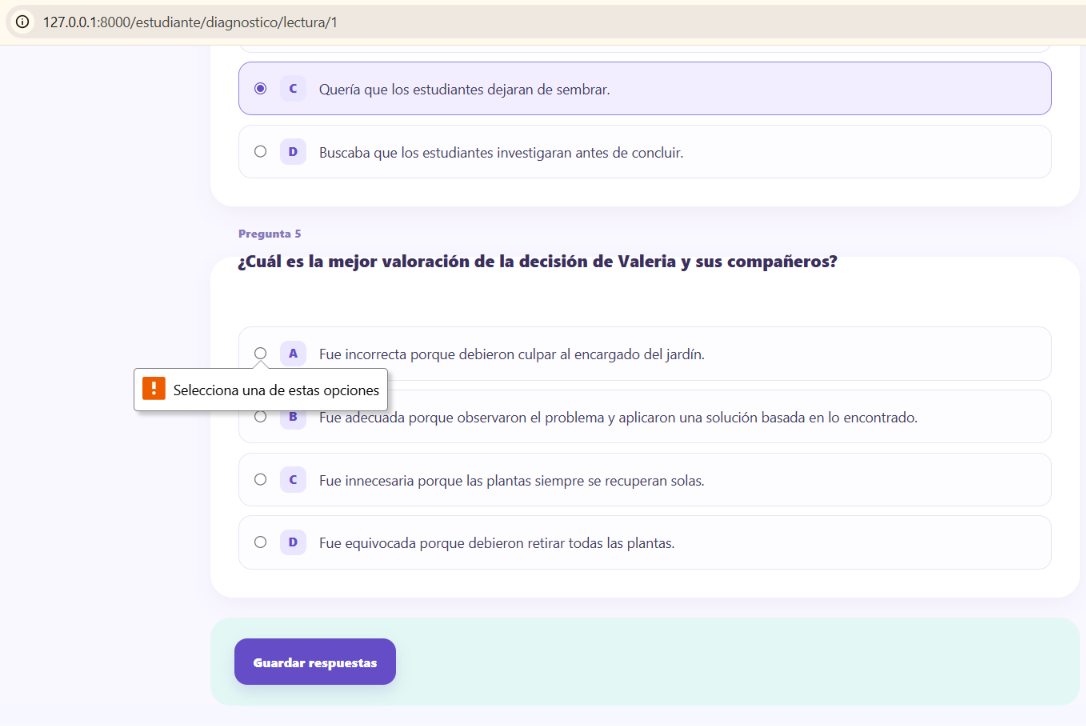 127.0.0.1:8000/estudiante/diagnostico/lectura/1
C Quería que los estudiantes dejaran de sembrar.
D Buscaba que los estudiantes investigaran antes de concluir.
Pregunta 5
¿Cuál es la mejor valoración de la decisión de Valeria y sus compañeros?
A Fue incorrecta porque debieron culpar al encargado del jardín.
! Selecciona una de estas opciones
B Fue adecuada porque observaron el problema y aplicaron una solución basada en lo encontrado.
C Fue innecesaria porque las plantas siempre se recuperan solas.
D Fue equivocada porque debieron retirar todas las plantas.
Guardar respuestas